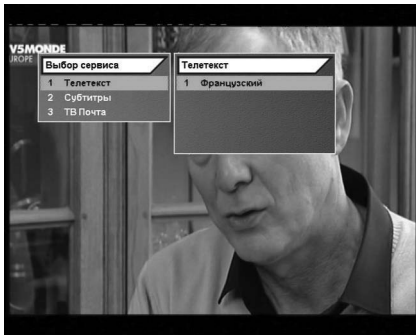 V5MONDE
UROPE
Выбор сервиса
1 Телетекст
2 Субтитры
3 ТВ Почта
Телетекст
1 Французский